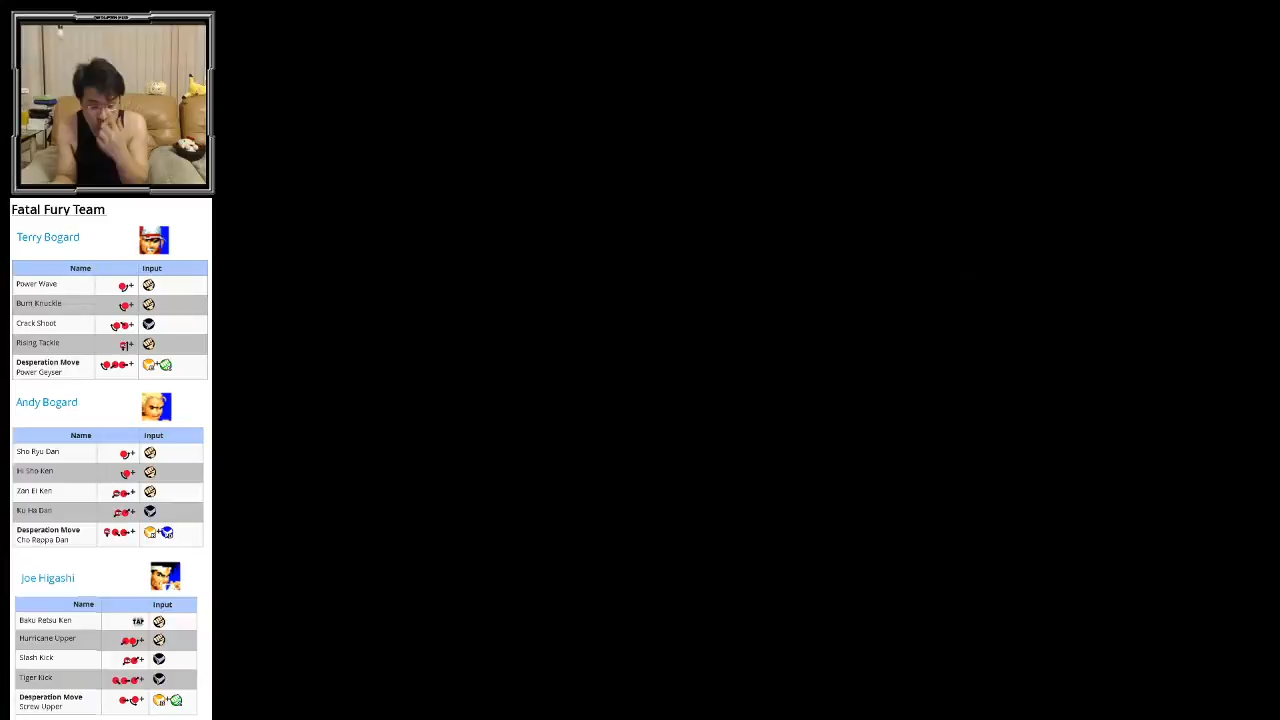 Fatal Fury Team
Terry Bogard
Name Input
Power Wave
Burn Knuckle
Crack Shoot
Rising Tackle
Desperation Move
Power Geyser
Andy Bogard
Name Input
Sho Ryu Dan
Hi Sho Ken
Zan Ei Ken
Ku Ha Dan
Desperation Move
Cho Reppa Dan
Joe Higashi
Name Input
Baku Retsu Ken TAP
Hurricane Upper
Slash Kick
Tiger Kick
Desperation Move
Screw Upper